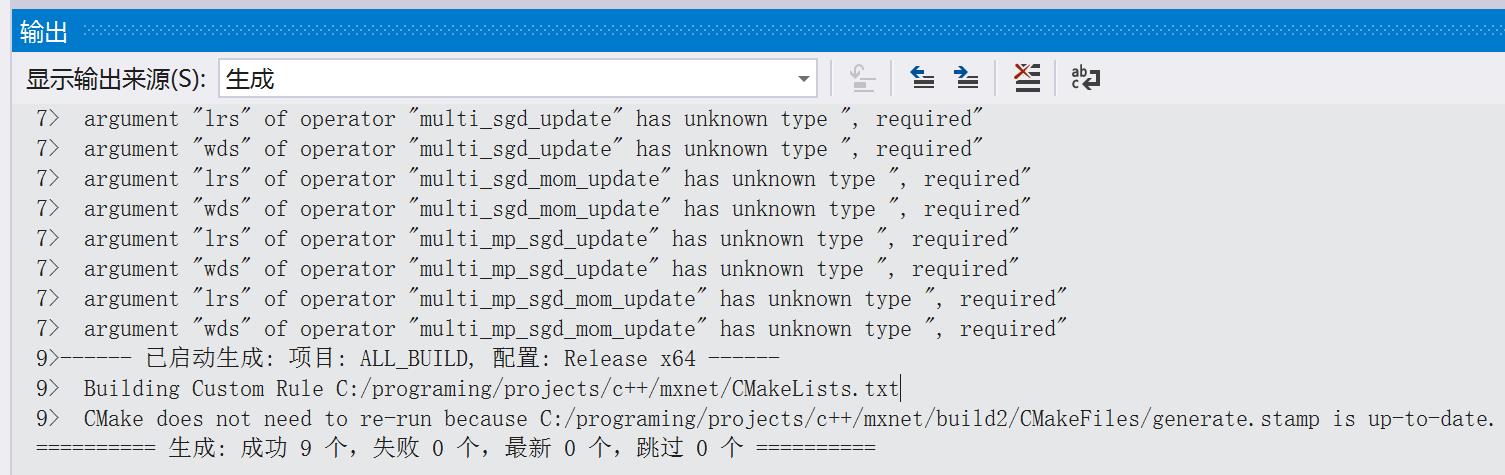 输出
显示输出来源(S): 生成
7>  argument "lrs" of operator "multi_sgd_update" has unknown type ", required"
7>  argument "wds" of operator "multi_sgd_update" has unknown type ", required"
7>  argument "lrs" of operator "multi_sgd_mom_update" has unknown type ", required"
7>  argument "wds" of operator "multi_sgd_mom_update" has unknown type ", required"
7>  argument "lrs" of operator "multi_mp_sgd_update" has unknown type ", required"
7>  argument "wds" of operator "multi_mp_sgd_update" has unknown type ", required"
7>  argument "lrs" of operator "multi_mp_sgd_mom_update" has unknown type ", required"
7>  argument "wds" of operator "multi_mp_sgd_mom_update" has unknown type ", required"
9>------ 已启动生成: 项目: ALL_BUILD, 配置: Release x64 ------
9>  Building Custom Rule C:/programing/projects/c++/mxnet/CMakeLists.txt
9>  CMake does not need to re-run because C:/programing/projects/c++/mxnet/build2/CMakeFiles/generate.stamp is up-to-date.
========== 生成: 成功 9 个，失败 0 个，最新 0 个，跳过 0 个 ==========